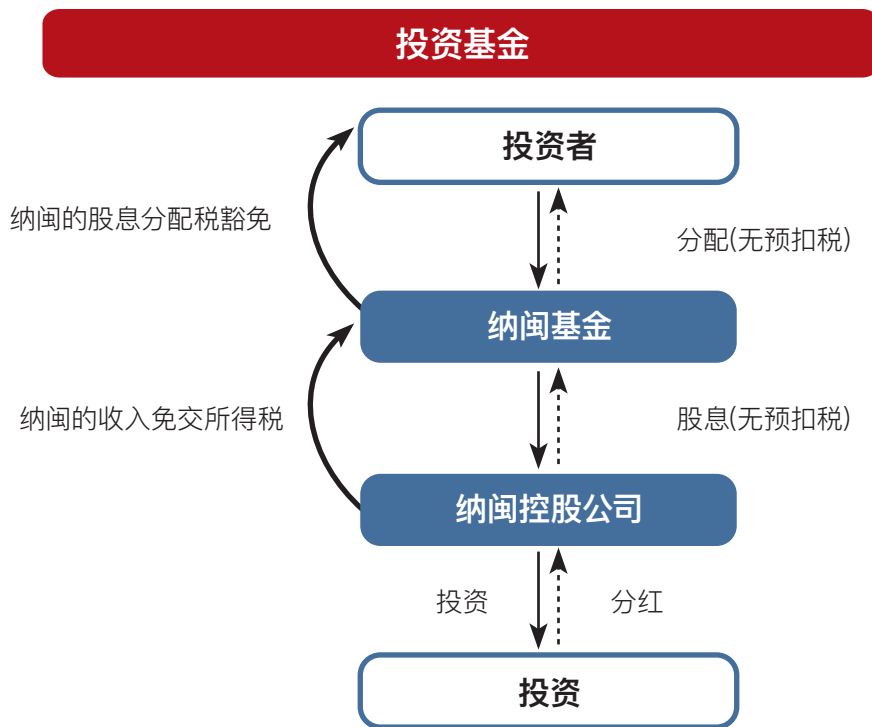 投资基金
投资者
纳闽的股息分配税豁免
分配(无预扣税)
纳闽基金
纳闽的收入免交所得税
股息(无预扣税)
纳闽控股公司
投资
分红
投资